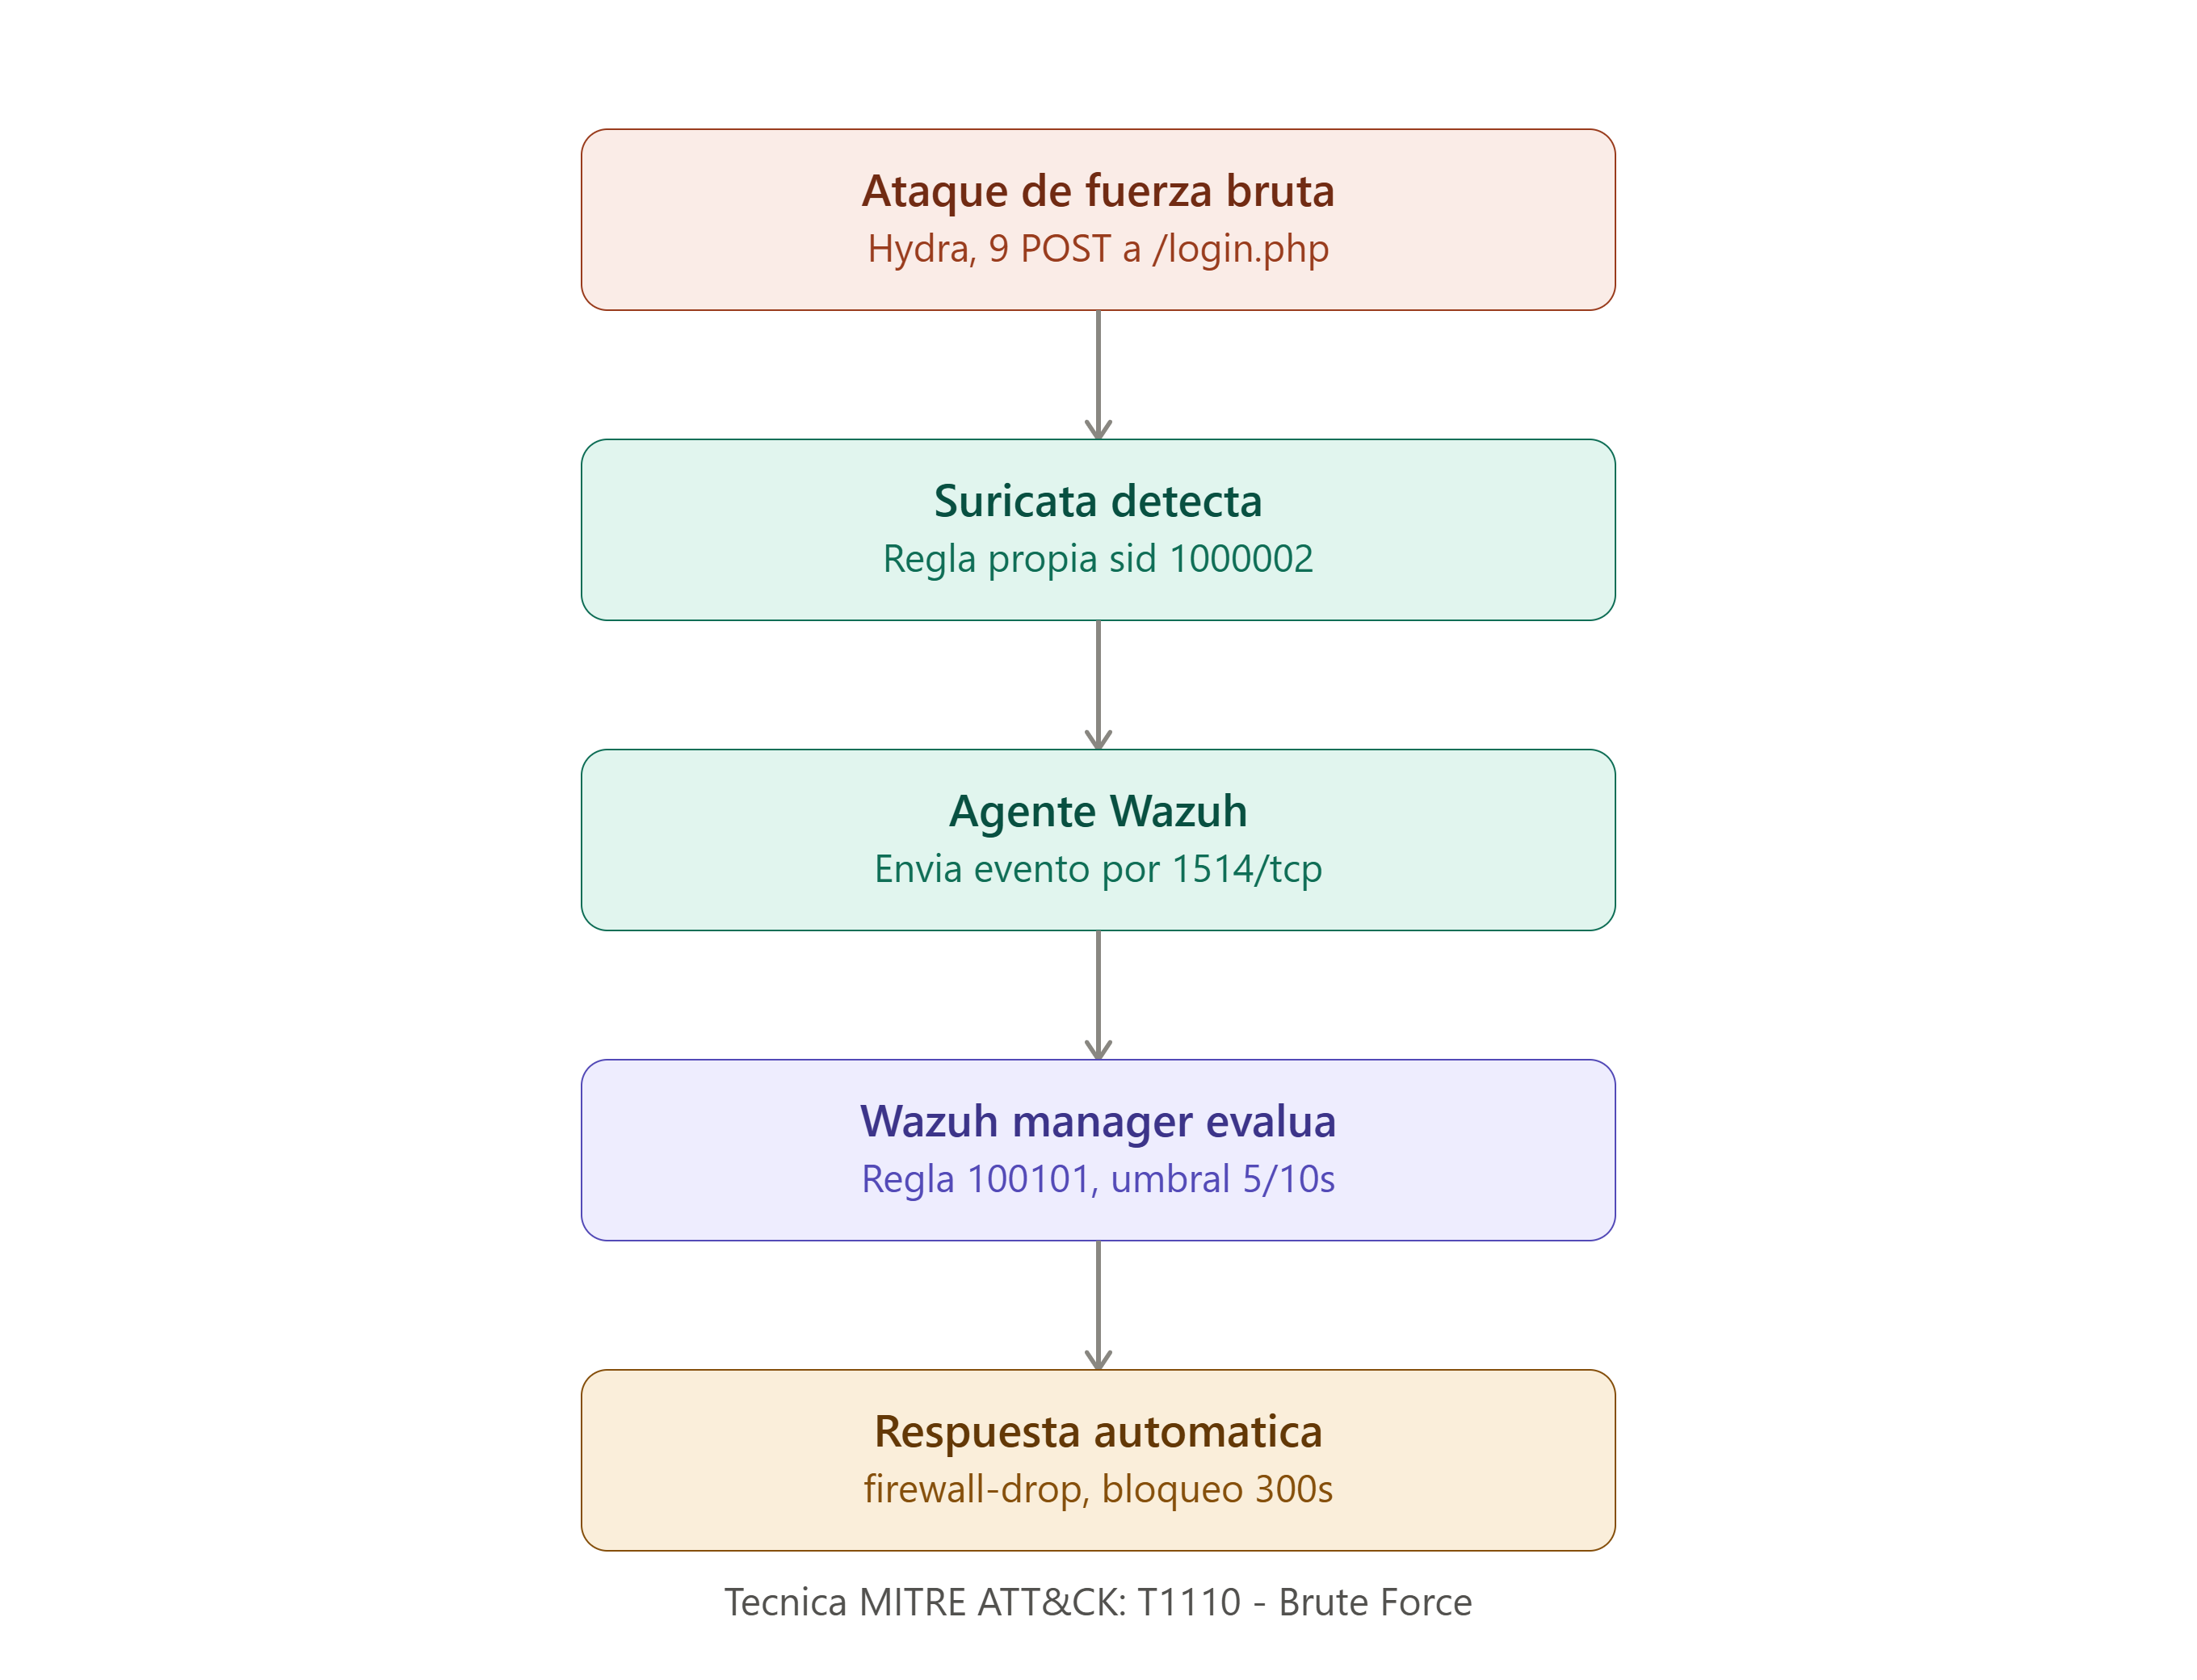 Ataque de fuerza bruta
Hydra, 9 POST a /login.php
Suricata detecta
Regla propia sid 1000002
Agente Wazuh
Envia evento por 1514/tcp
Wazuh manager evalua
Regla 100101, umbral 5/10s
Respuesta automatica
firewall-drop, bloqueo 300s
Tecnica MITRE ATT&CK: T1110 - Brute Force